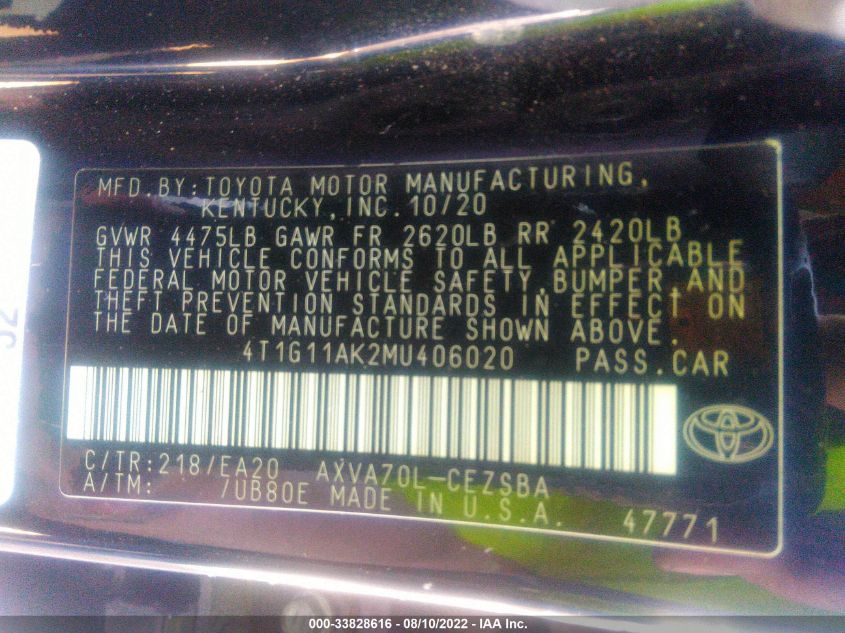 MFD.BY:TOYOTA MOTOR MANUFACTURING,
KENTUCKY,INC.10/20
GVWR 4475LB GAWR FR 2620LB RR 2420LB
THIS VEHICLE CONFORMS TO ALL APPLICABLE
FEDERAL MOTOR VEHICLE SAFETY,BUMPER,AND
THEFT PREVENTION STANDARDS IN EFFECT ON
THE DATE OF MANUFACTURE SHOWN ABOVE.
4T1G11AK2MU406020 PASS.CAR
C/TR:218/EA20 AXVA70L-CEZSBA
A/TM: /UB80E MADE IN U.S.A. 47771
000-33828616 - 08/10/2022 - IAA Inc.